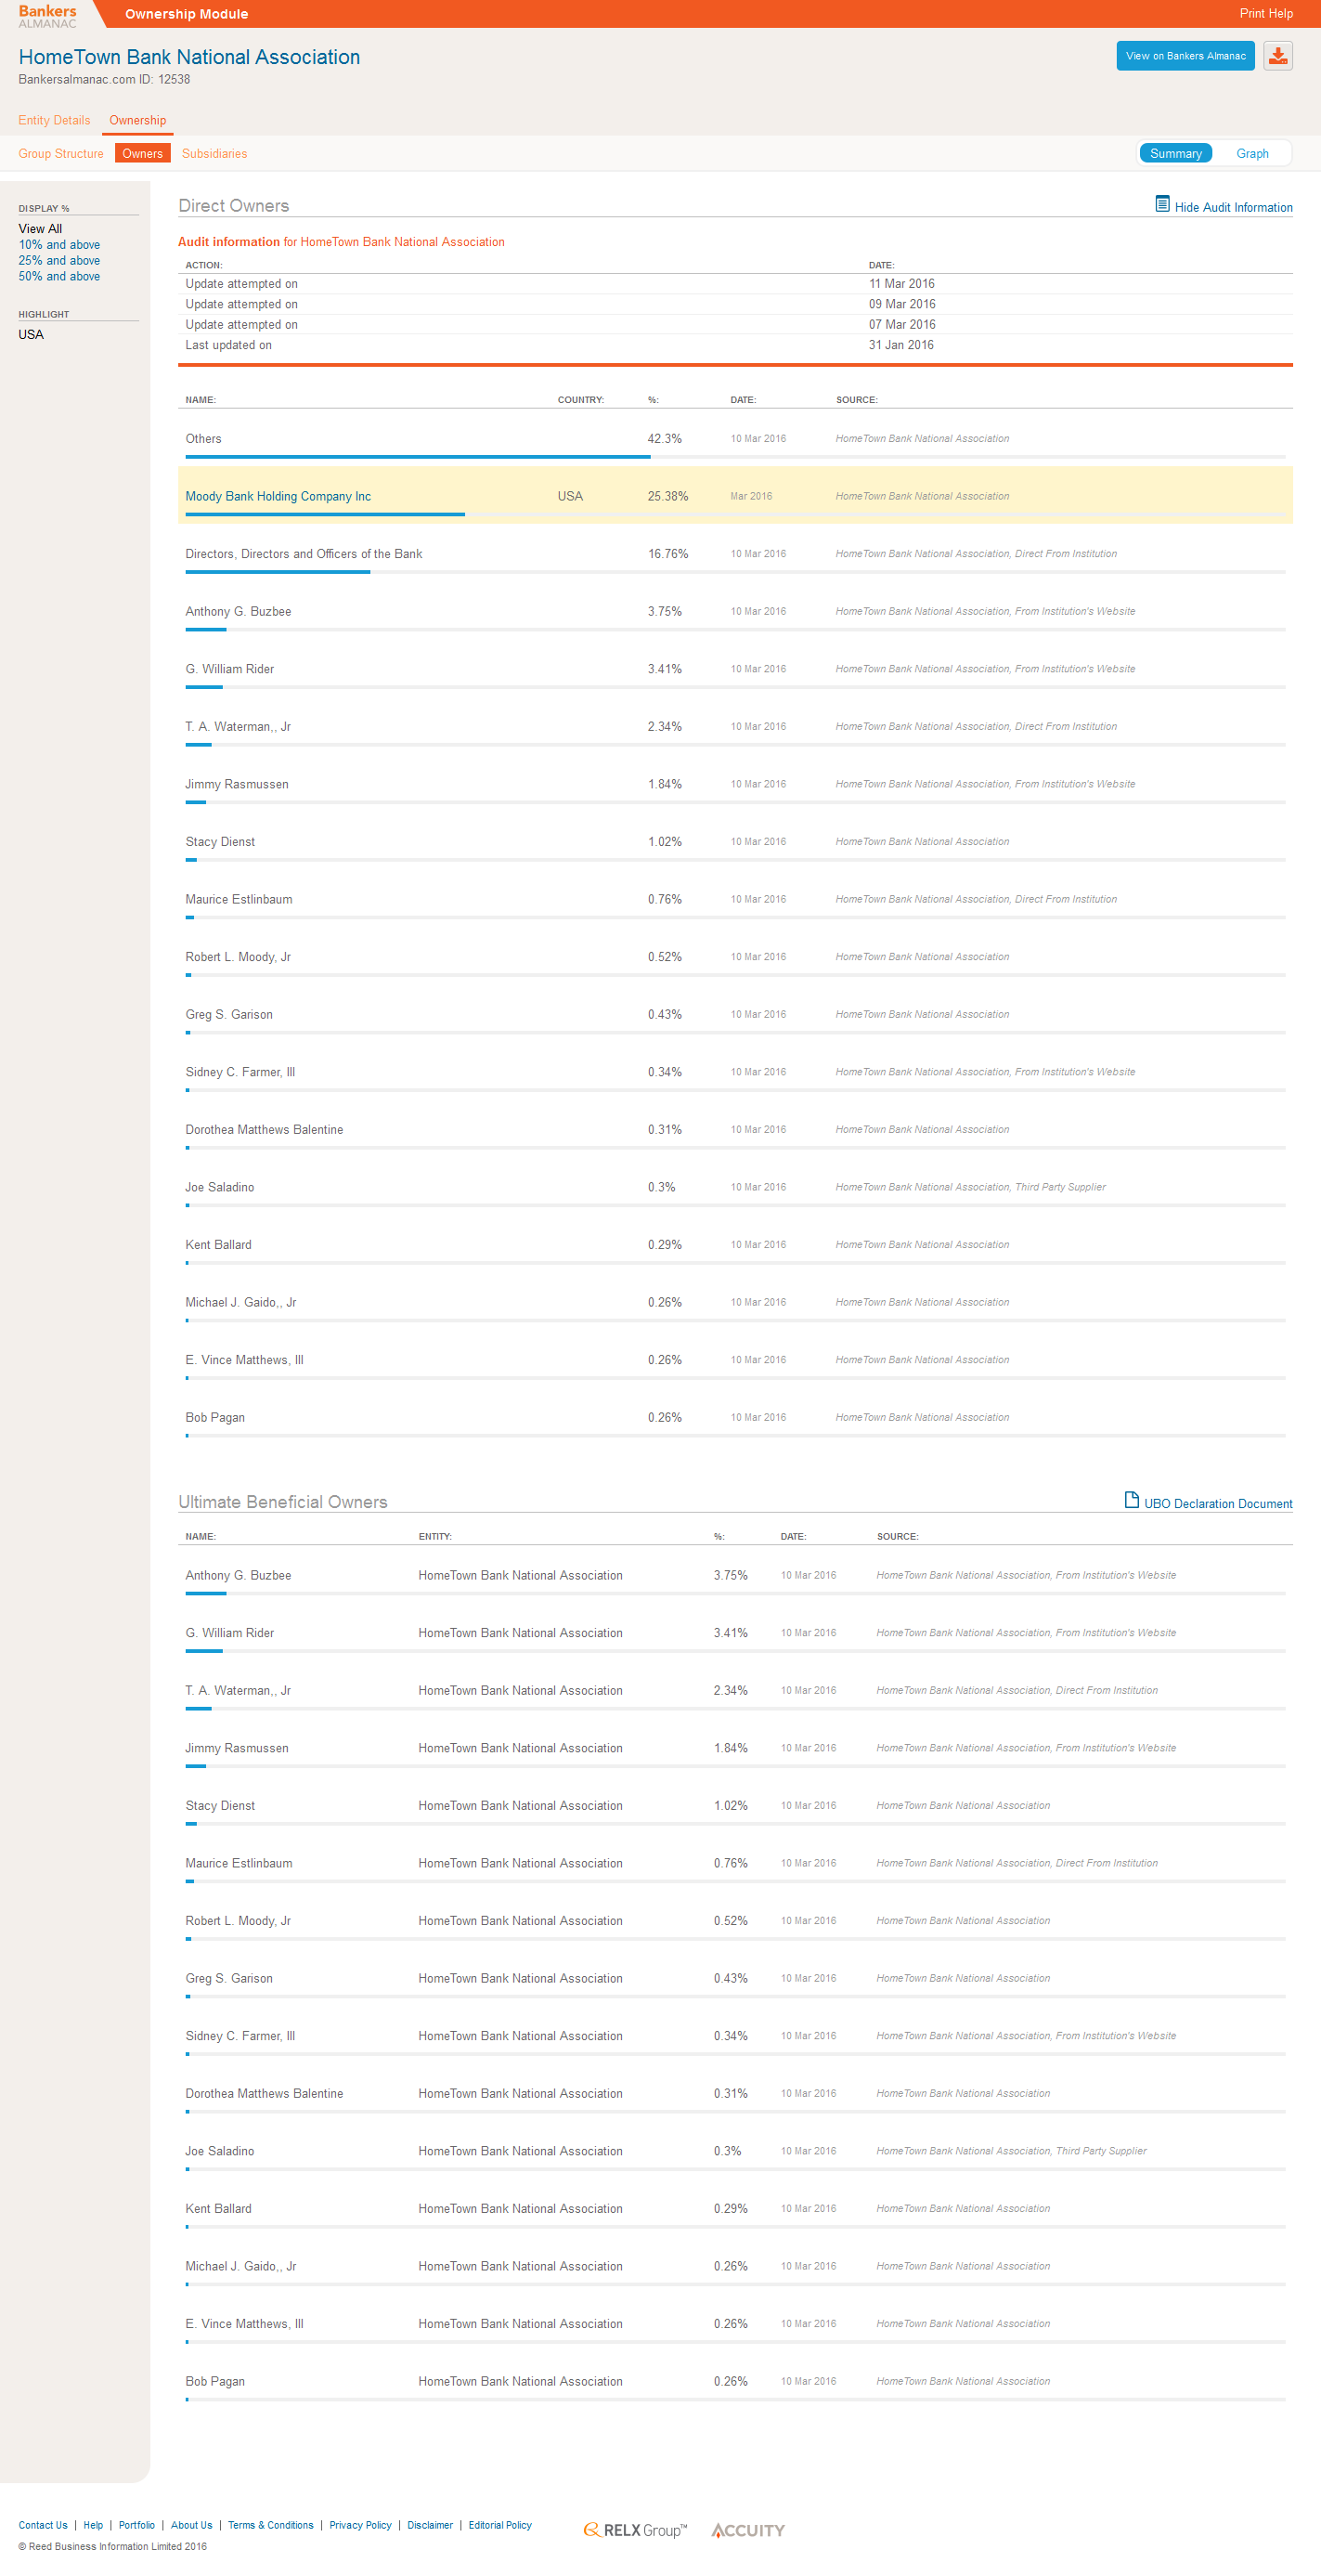 Bankers
ALMANAC
Ownership Module
Print Help
HomeTown Bank National Association
Bankersalmanac.com ID: 12538
View on Bankers Almanac
Entity Details Ownership
Group Structure Owners Subsidiaries
Summary Graph
DISPLAY %
View All
10% and above
25% and above
50% and above
HIGHLIGHT
USA
Direct Owners
Hide Audit Information
Audit information for HomeTown Bank National Association
ACTION: DATE:
Update attempted on 11 Mar 2016
Update attempted on 09 Mar 2016
Update attempted on 07 Mar 2016
Last updated on 31 Jan 2016
NAME: COUNTRY: %: DATE: SOURCE:
Others 42.3% 10 Mar 2016 HomeTown Bank National Association
Moody Bank Holding Company Inc USA 25.38% Mar 2016 HomeTown Bank National Association
Directors, Directors and Officers of the Bank 16.76% 10 Mar 2016 HomeTown Bank National Association, Direct From Institution
Anthony G. Buzbee 3.75% 10 Mar 2016 HomeTown Bank National Association, From Institution's Website
G. William Rider 3.41% 10 Mar 2016 HomeTown Bank National Association, From Institution's Website
T. A. Waterman,, Jr 2.34% 10 Mar 2016 HomeTown Bank National Association, Direct From Institution
Jimmy Rasmussen 1.84% 10 Mar 2016 HomeTown Bank National Association, From Institution's Website
Stacy Dienst 1.02% 10 Mar 2016 HomeTown Bank National Association
Maurice Estlinbaum 0.76% 10 Mar 2016 HomeTown Bank National Association, Direct From Institution
Robert L. Moody, Jr 0.52% 10 Mar 2016 HomeTown Bank National Association
Greg S. Garison 0.43% 10 Mar 2016 HomeTown Bank National Association
Sidney C. Farmer, III 0.34% 10 Mar 2016 HomeTown Bank National Association, From Institution's Website
Dorothea Matthews Balentine 0.31% 10 Mar 2016 HomeTown Bank National Association
Joe Saladino 0.3% 10 Mar 2016 HomeTown Bank National Association, Third Party Supplier
Kent Ballard 0.29% 10 Mar 2016 HomeTown Bank National Association
Michael J. Gaido,, Jr 0.26% 10 Mar 2016 HomeTown Bank National Association
E. Vince Matthews, III 0.26% 10 Mar 2016 HomeTown Bank National Association
Bob Pagan 0.26% 10 Mar 2016 HomeTown Bank National Association
Ultimate Beneficial Owners
UBO Declaration Document
NAME: ENTITY: %: DATE: SOURCE:
Anthony G. Buzbee HomeTown Bank National Association 3.75% 10 Mar 2016 HomeTown Bank National Association, From Institution's Website
G. William Rider HomeTown Bank National Association 3.41% 10 Mar 2016 HomeTown Bank National Association, From Institution's Website
T. A. Waterman,, Jr HomeTown Bank National Association 2.34% 10 Mar 2016 HomeTown Bank National Association, Direct From Institution
Jimmy Rasmussen HomeTown Bank National Association 1.84% 10 Mar 2016 HomeTown Bank National Association, From Institution's Website
Stacy Dienst HomeTown Bank National Association 1.02% 10 Mar 2016 HomeTown Bank National Association
Maurice Estlinbaum HomeTown Bank National Association 0.76% 10 Mar 2016 HomeTown Bank National Association, Direct From Institution
Robert L. Moody, Jr HomeTown Bank National Association 0.52% 10 Mar 2016 HomeTown Bank National Association
Greg S. Garison HomeTown Bank National Association 0.43% 10 Mar 2016 HomeTown Bank National Association
Sidney C. Farmer, III HomeTown Bank National Association 0.34% 10 Mar 2016 HomeTown Bank National Association, From Institution's Website
Dorothea Matthews Balentine HomeTown Bank National Association 0.31% 10 Mar 2016 HomeTown Bank National Association
Joe Saladino HomeTown Bank National Association 0.3% 10 Mar 2016 HomeTown Bank National Association, Third Party Supplier
Kent Ballard HomeTown Bank National Association 0.29% 10 Mar 2016 HomeTown Bank National Association
Michael J. Gaido,, Jr HomeTown Bank National Association 0.26% 10 Mar 2016 HomeTown Bank National Association
E. Vince Matthews, III HomeTown Bank National Association 0.26% 10 Mar 2016 HomeTown Bank National Association
Bob Pagan HomeTown Bank National Association 0.26% 10 Mar 2016 HomeTown Bank National Association
Contact Us | Help | Portfolio | About Us | Terms & Conditions | Privacy Policy | Disclaimer | Editorial Policy
RELX Group™ ACCUITY
© Reed Business Information Limited 2016